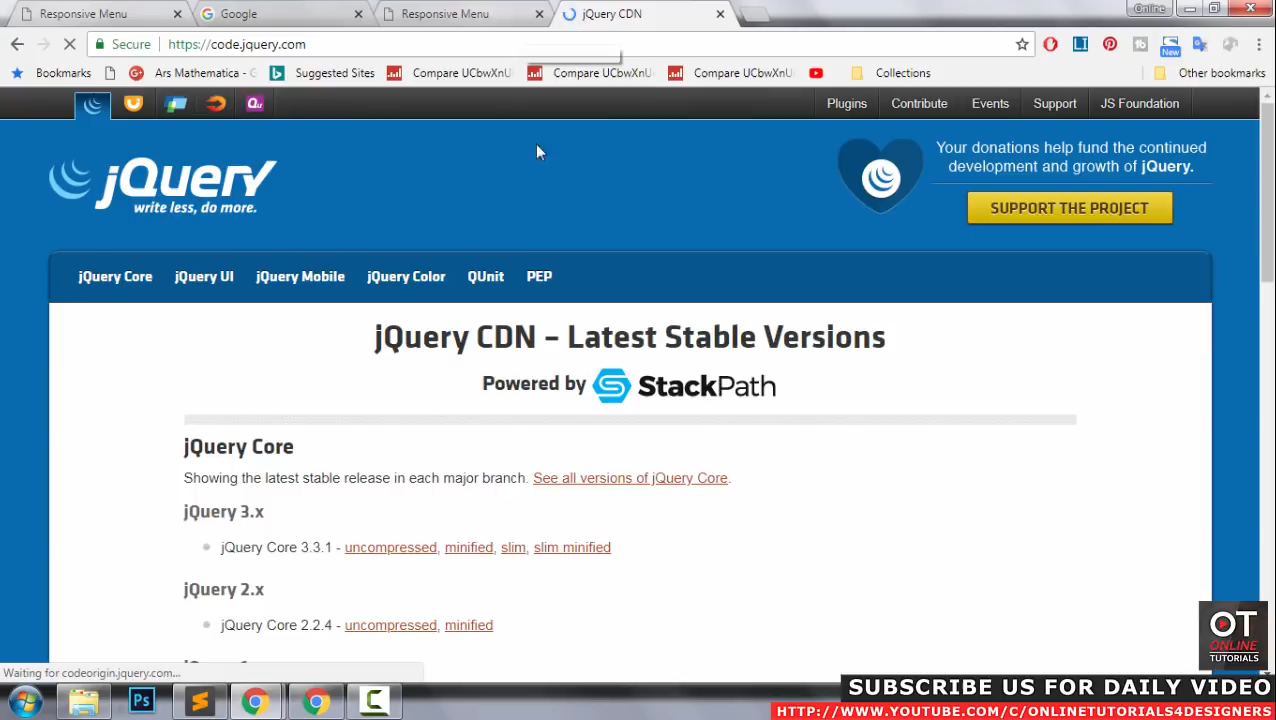 Responsive Menu
Google
Responsive Menu
jQuery CDN
Online
Secure
https://code.jquery.com
New
Bookmarks
Ars Mathematica - G
Suggested Sites
Compare UCbwXnU
Compare UCbwXnU
Compare UCbwXnU
Collections
Other bookmarks
Plugins
Contribute
Events
Support
JS Foundation
jQuery
write less, do more.
Your donations help fund the continued
development and growth of jQuery.
SUPPORT THE PROJECT
jQuery Core
jQuery UI
jQuery Mobile
jQuery Color
QUnit
PEP
jQuery CDN – Latest Stable Versions
Powered by StackPath
jQuery Core
Showing the latest stable release in each major branch. See all versions of jQuery Core.
jQuery 3.x
jQuery Core 3.3.1 - uncompressed, minified, slim, slim minified
jQuery 2.x
jQuery Core 2.2.4 - uncompressed, minified
Waiting for codeorigin.jquery.com...
Ps
OT
ONLINE
TUTORIALS
SUBSCRIBE US FOR DAILY VIDEO
HTTP://WWW.YOUTUBE.COM/C/ONLINETUTORIALS4DESIGNERS